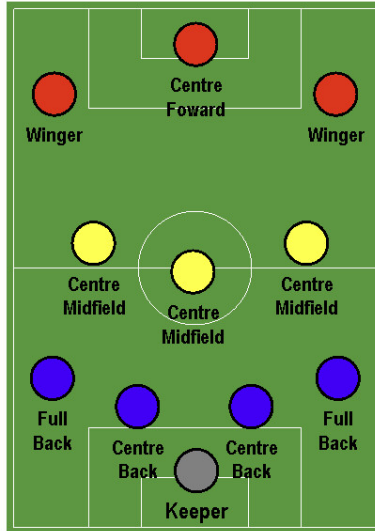 Centre
Foward
Winger
Winger
Centre
Midfield
Centre
Midfield
Centre
Midfield
Full
Back
Centre
Back
Centre
Back
Full
Back
Keeper